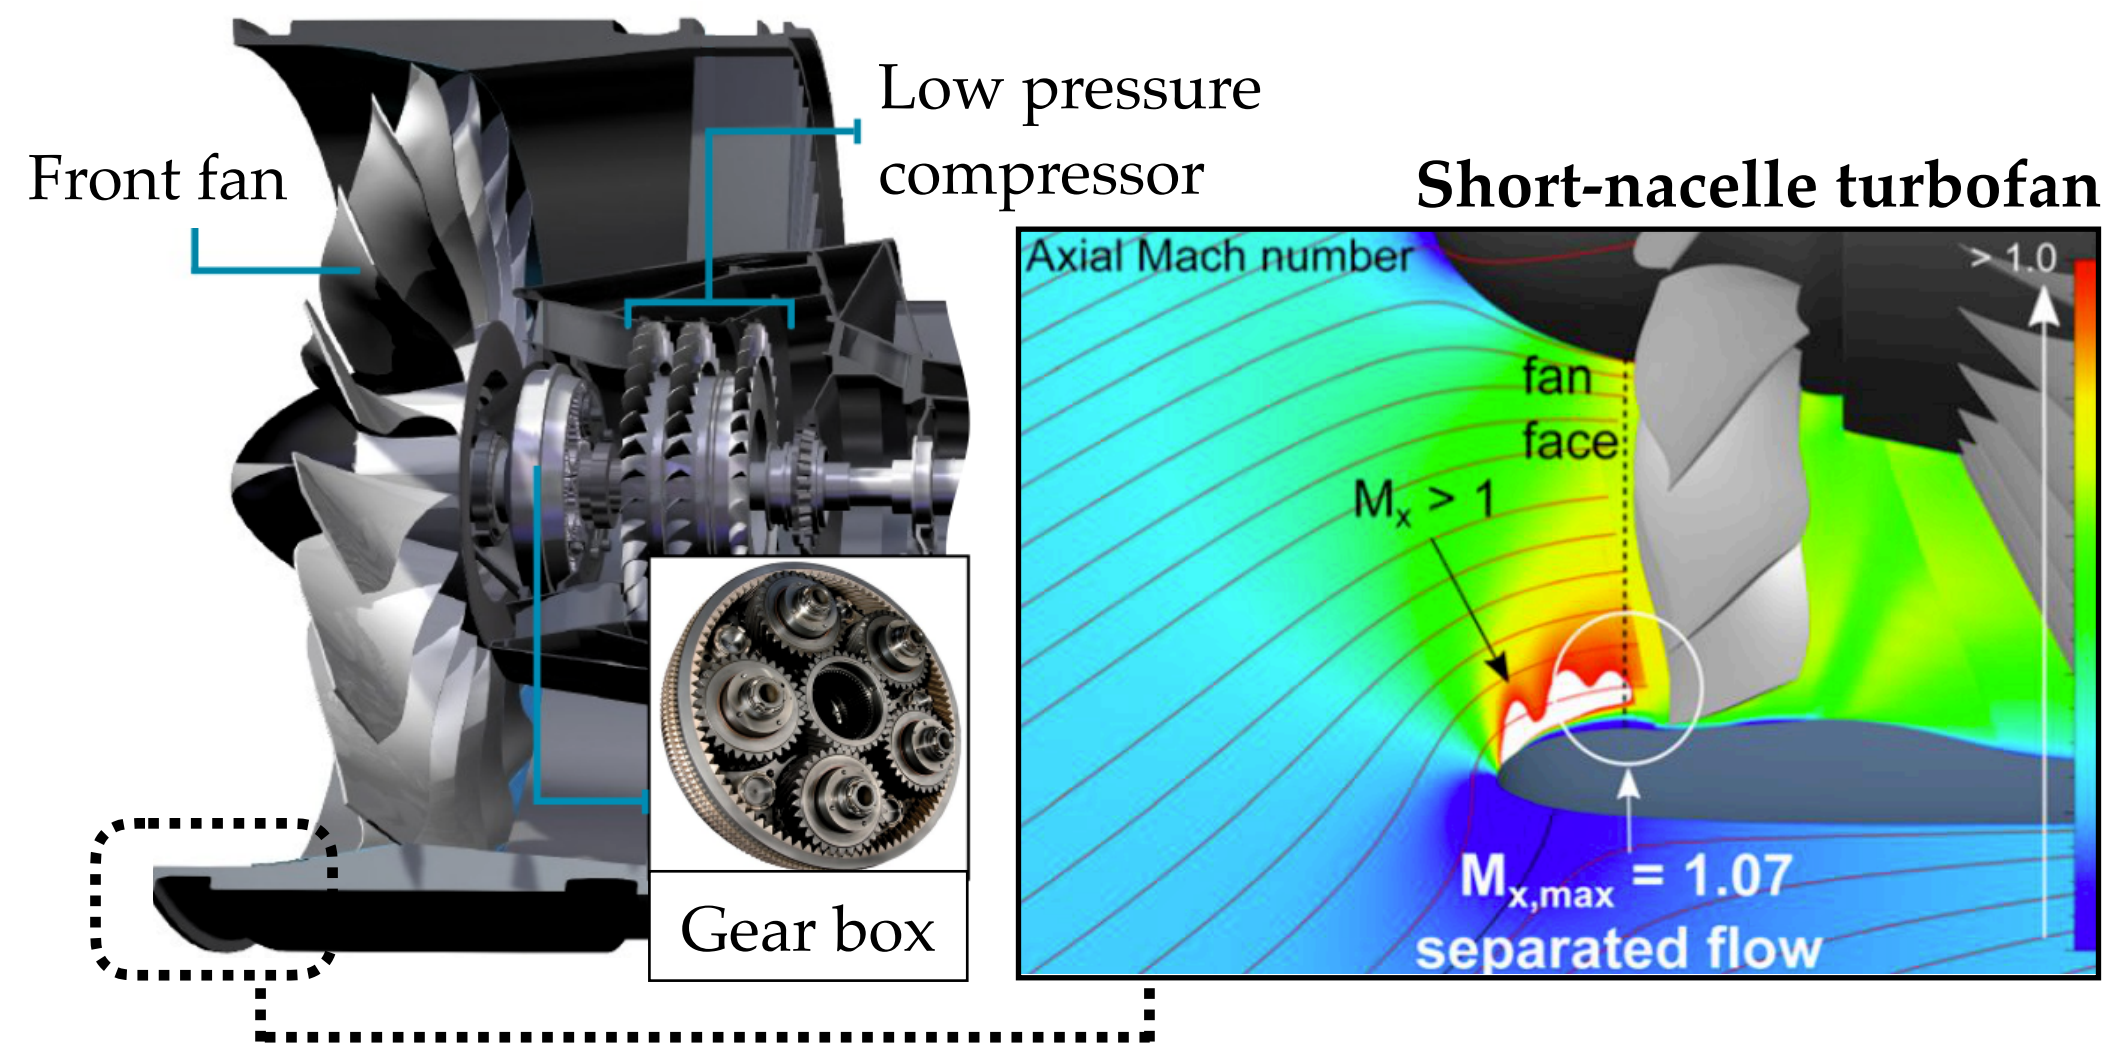 Low pressure
compressor
Front fan
Gear box
Short-nacelle turbofan
Axial Mach number
> 1.0
fan
face
Mₓ > 1
Mx,max = 1.07
separated flow